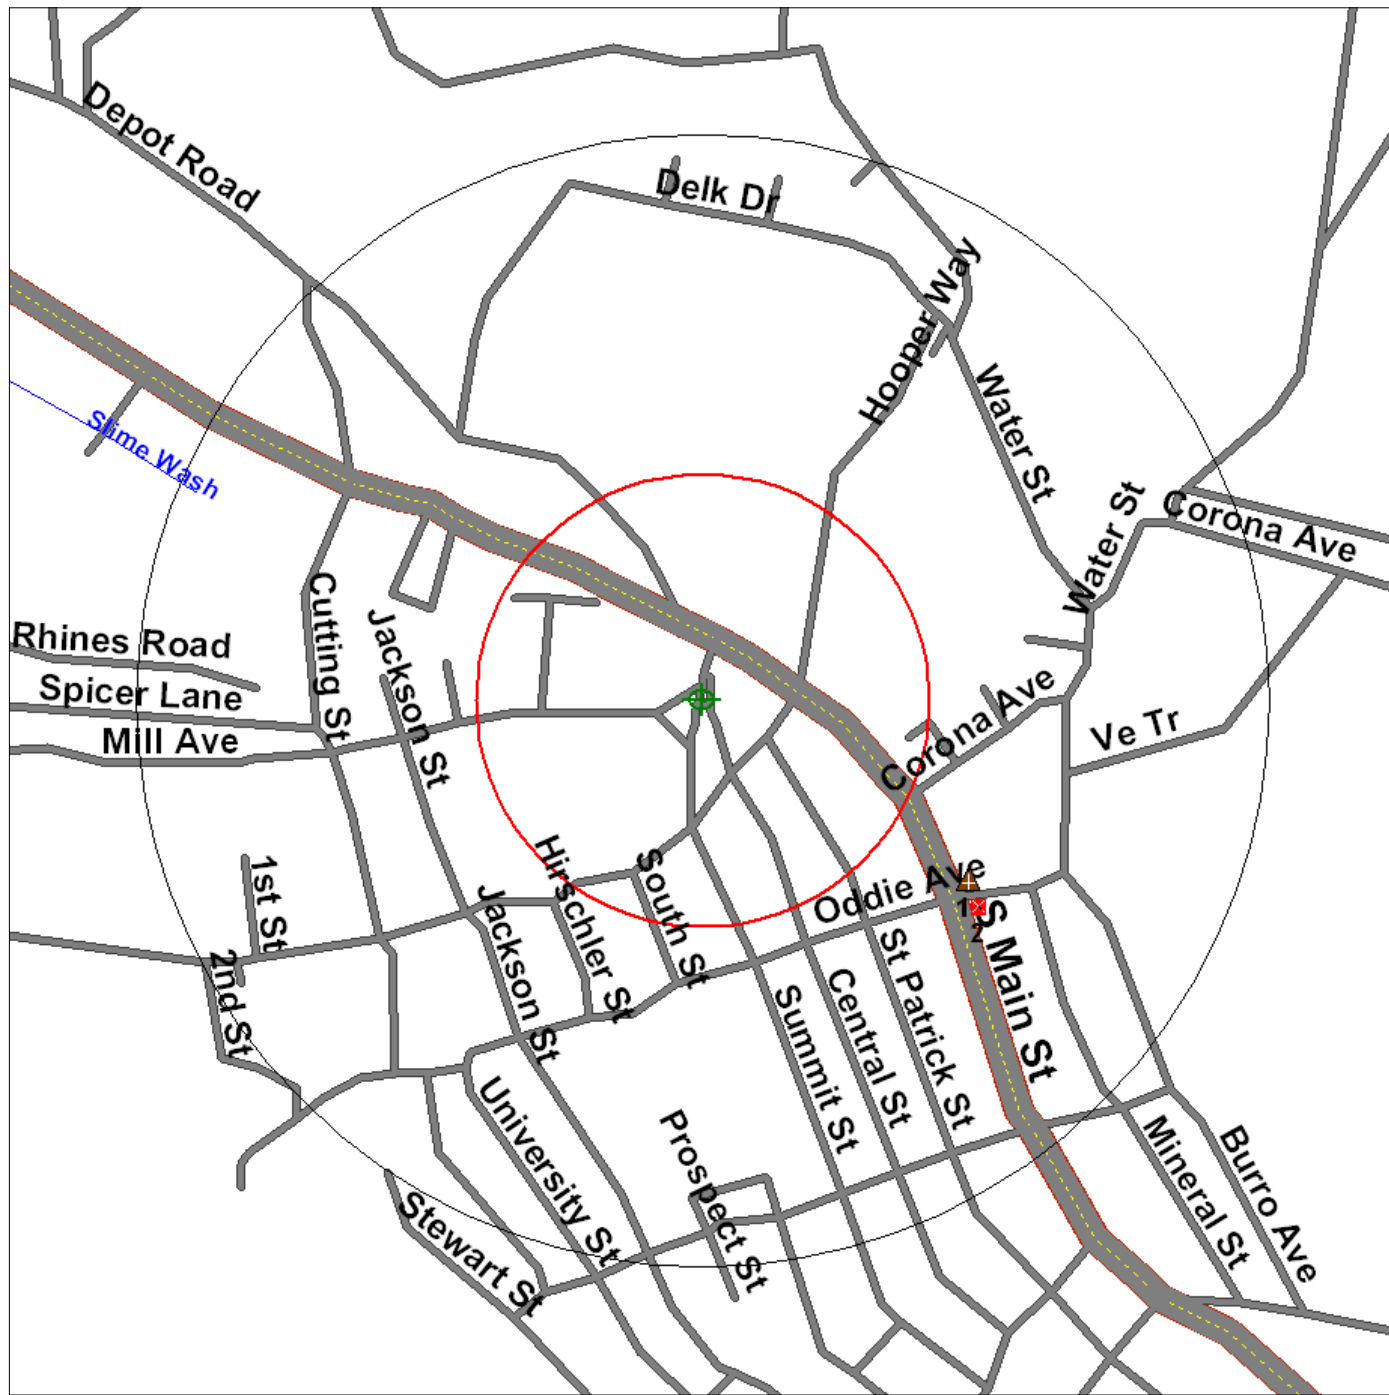 Depot Road
Delk Dr
Hooper Way
Water St
Slime Wash
Water St
Corona Ave
Cutting St
Jackson St
Rhines Road
Spicer Lane
Mill Ave
Corona Ave
Ve Tr
1st St
Hirschler St
South St
Oddie Ave
1
2
S Main St
2nd St
Jackson St
St Patrick St
Central St
Summit St
University St
Prospect St
Mineral St
Burro Ave
Stewart St